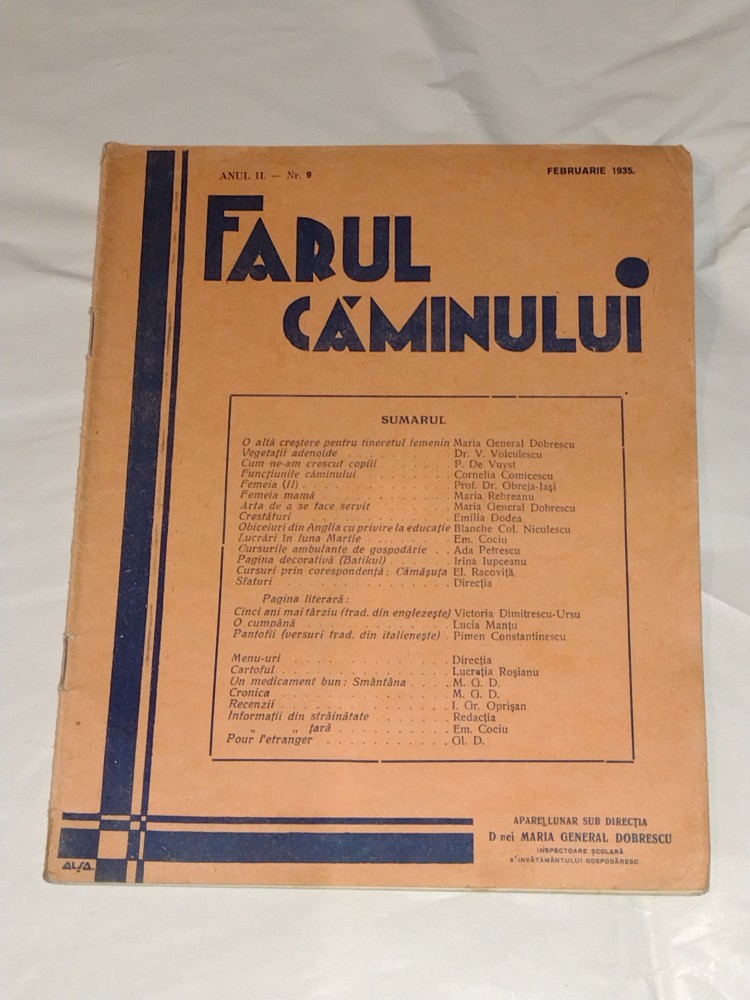 ANUL II. — Nr. 9
FEBRUARIE 1935.
FARUL
CĂMINULUI
SUMARUL
O altă creștere pentru tineretul femenin Maria General Dobrescu
Vegetații adenoide . . . . . . . Dr. V. Voiculescu
Cum ne-am crescut copiii . . . . . . P. De Vuyst
Funcțiunile căminului . . . . . . Cornelia Comicescu
Femeia (II) . . . . . . . . . . Prof. Dr. Obreja-Iași
Femeia mamă . . . . . . . . . Maria Rebreanu
Arta de a se face servit . . . . . Maria General Dobrescu
Crestături . . . . . . . . . . Emilia Dodea
Obiceiuri din Anglia cu privire la educație Blanche Col. Niculescu
Lucrări în luna Martie . . . . . . Em. Cociu
Cursurile ambulante de gospodărie . . Ada Petrescu
Pagina decorativă (Batikul) . . . . Irina Iupceanu
Cursuri prin corespondență: Cămășuța El. Racoviță
Sfaturi . . . . . . . . . . . Direcția
Pagina literară:
Cinci ani mai târziu (trad. din englezește) Victoria Dimitrescu-Ursu
O cumpănă . . . . . . . . . . Lucia Manțu
Pantofii (versuri trad. din italienește) . Pimen Constantinescu
Menu-uri . . . . . . . . . . Direcția
Cartoful . . . . . . . . . . Lucreția Roșianu
Un medicament bun: Smântâna . . . . M. G. D.
Cronica . . . . . . . . . . M. G. D.
Recenzii . . . . . . . . . . I. Gr. Oprișan
Informații din străinătate . . . . . Redacția
„ „ țară . . . . . . . Em. Cociu
Pour l'etranger . . . . . . . . Gl. D.
APARE LUNAR SUB DIRECȚIA
D-nei MARIA GENERAL DOBRESCU
INSPECTOARE ȘCOLARĂ
A ÎNVĂTĂMÂNTULUI GOSPODĂRESC
ALȘA.